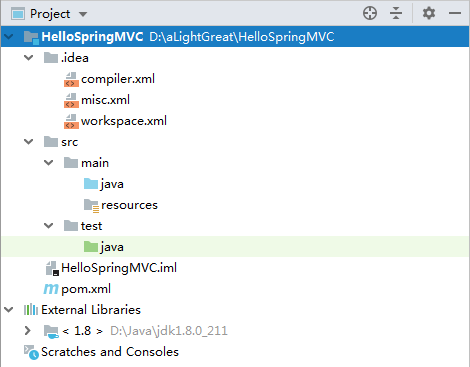 Project
HelloSpringMVC D:\aLightGreat\HelloSpringMVC
.idea
compiler.xml
misc.xml
workspace.xml
src
main
java
resources
test
java
HelloSpringMVC.iml
pom.xml
External Libraries
< 1.8 > D:\Java\jdk1.8.0_211
Scratches and Consoles